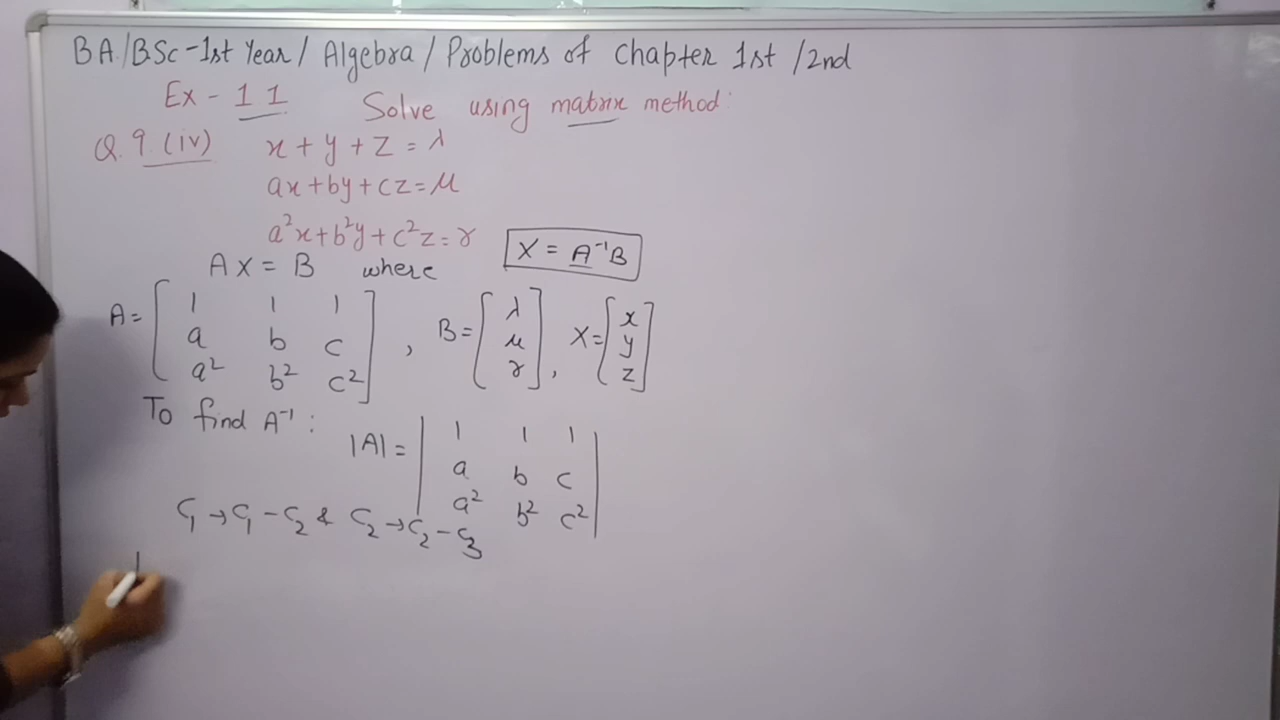 BA/BSc-1st Year/ Algebra / Problems of Chapter 1st /2nd
Ex - 11 Solve using matrix method:
Q. 9. (iv) x + y + z = λ
ax+by+cz=μ
a²x+b²y+c²z=γ
X = A⁻¹B
AX = B where
A = [ 1 1 1
a b c
a² b² c² ] , B = [ λ
μ
γ ] , X = [ x
y
z ]
To find A⁻¹ :
|A| = | 1 1 1
a b c
a² b² c² |
C₁→C₁-C₂ & C₂→C₂-C₃